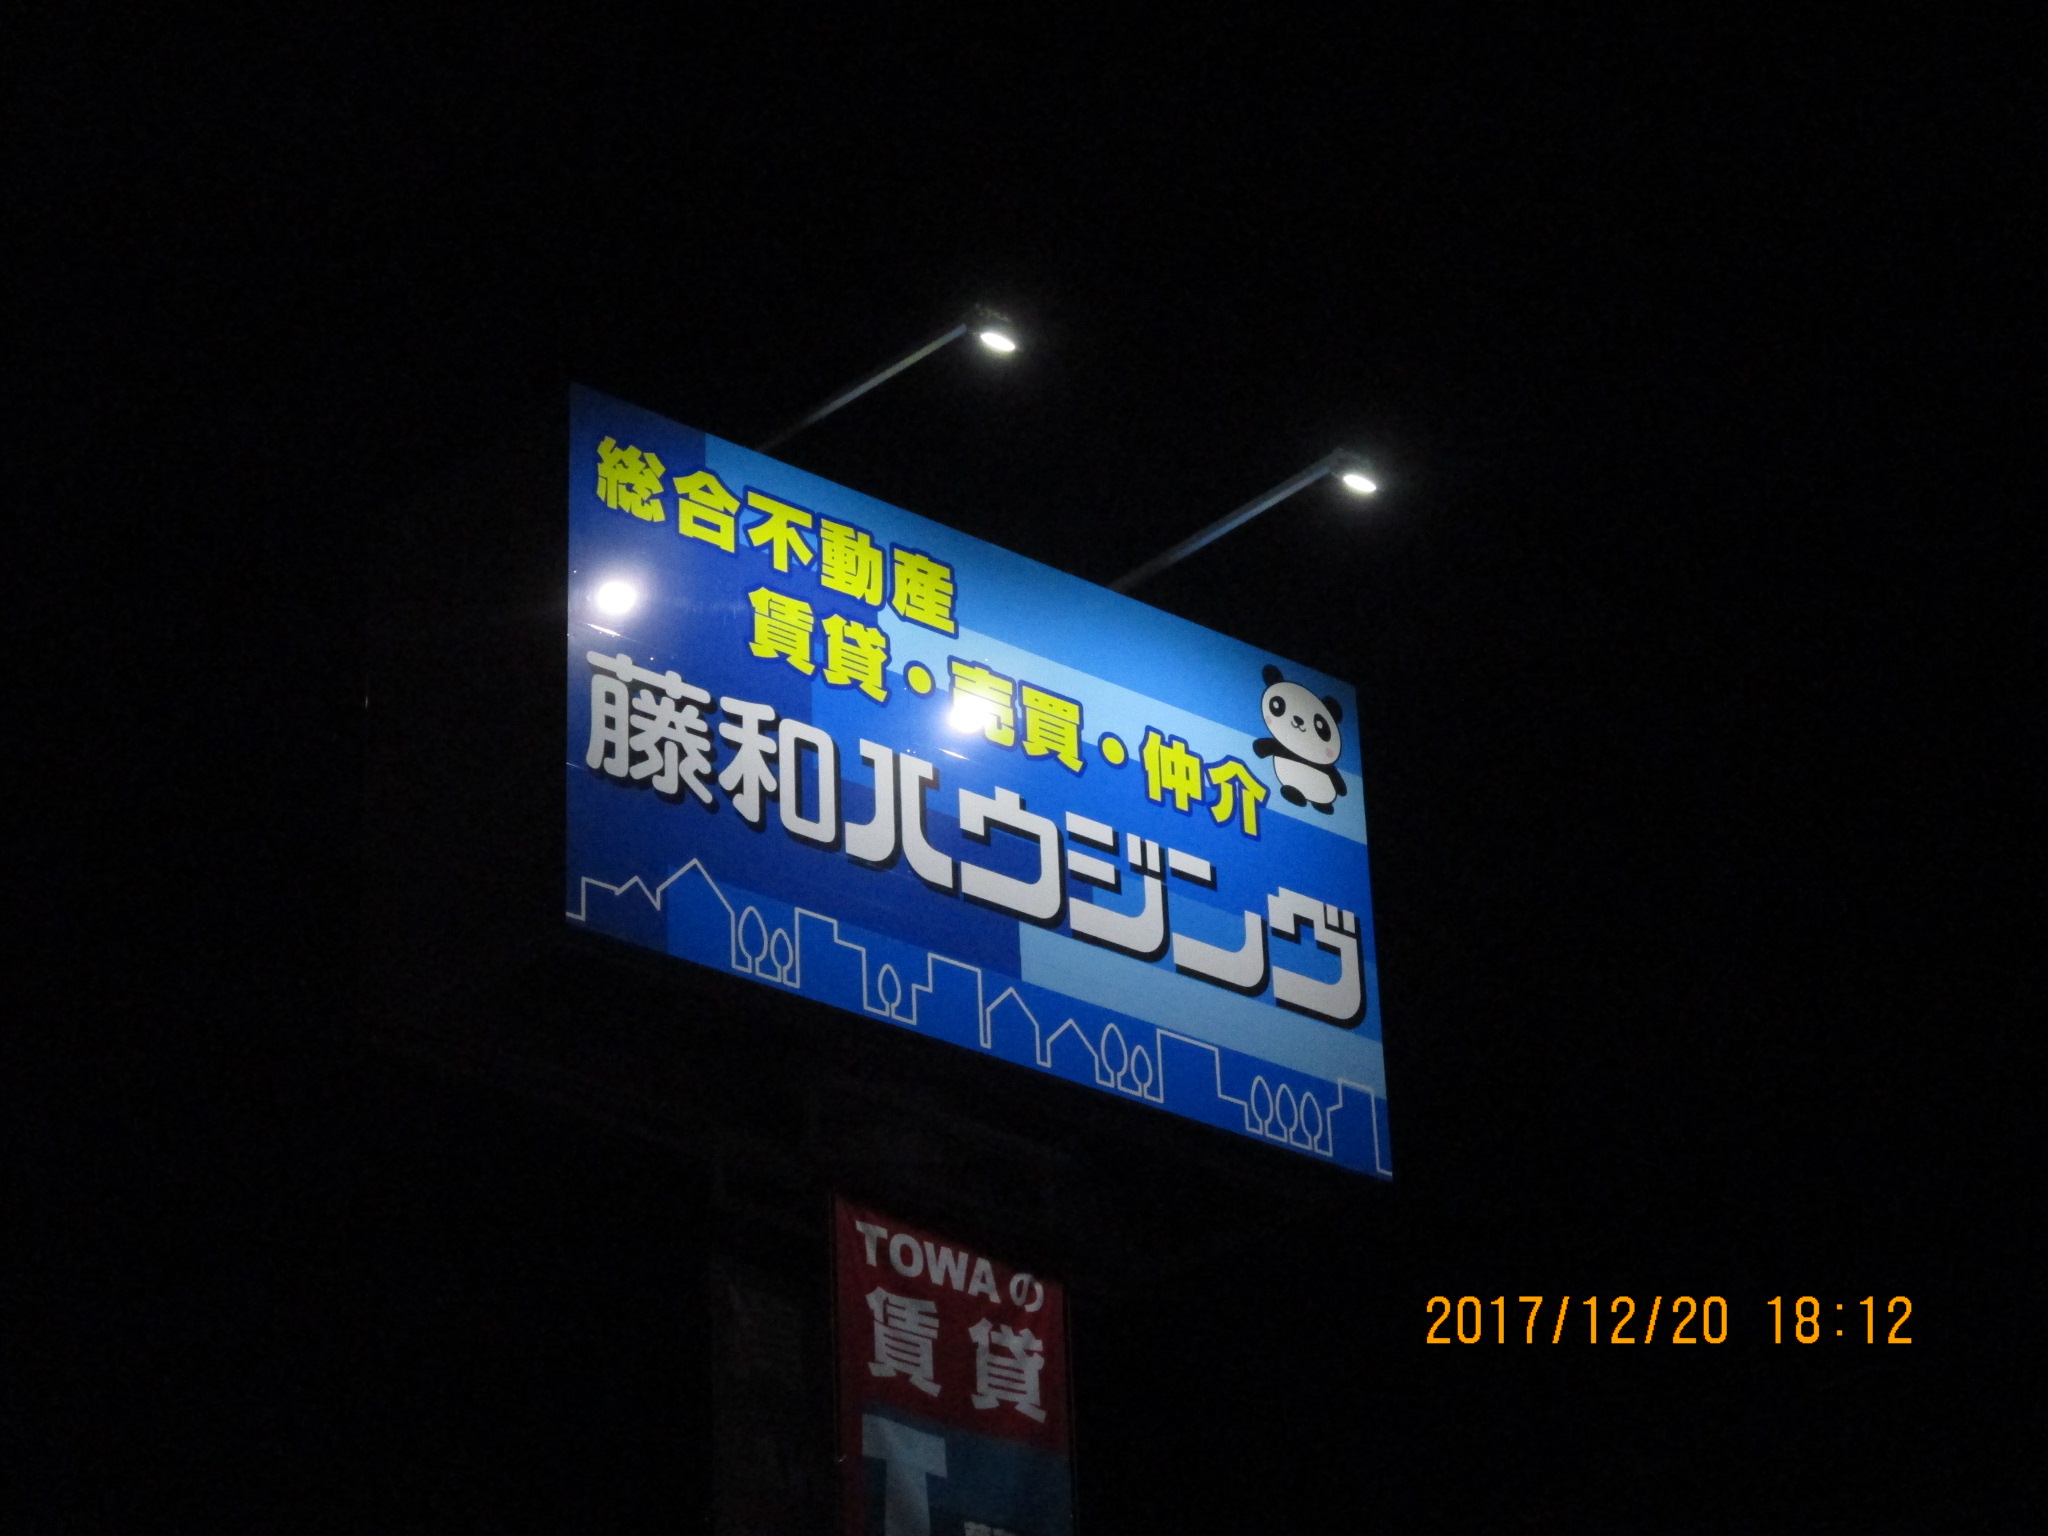 総合不動産
賃貸・売買・仲介
藤和ハウジング
TOWAの
賃貸
T
2017/12/20 18:12